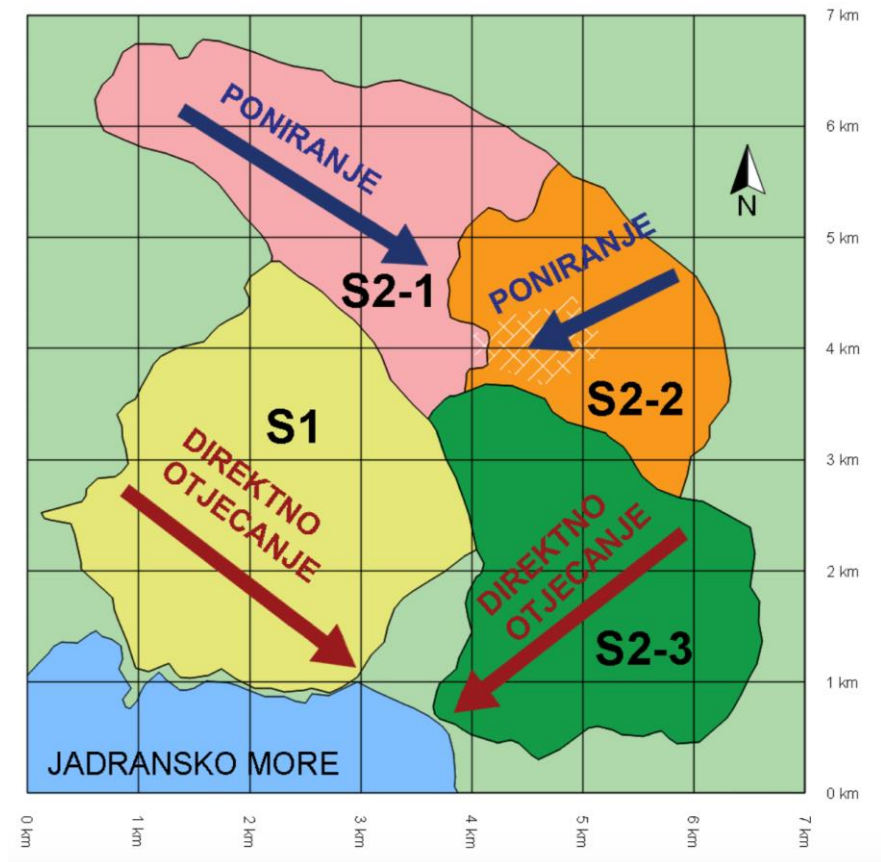 7 km
6 km
5 km
4 km
3 km
2 km
1 km
0 km
PONIRANJE
N
PONIRANJE
S2-1
S2-2
S1
DIREKTNO
OTJECANJE
DIREKTNO
OTJECANJE
S2-3
JADRANSKO MORE
0 km
1 km
2 km
3 km
4 km
5 km
6 km
7 km